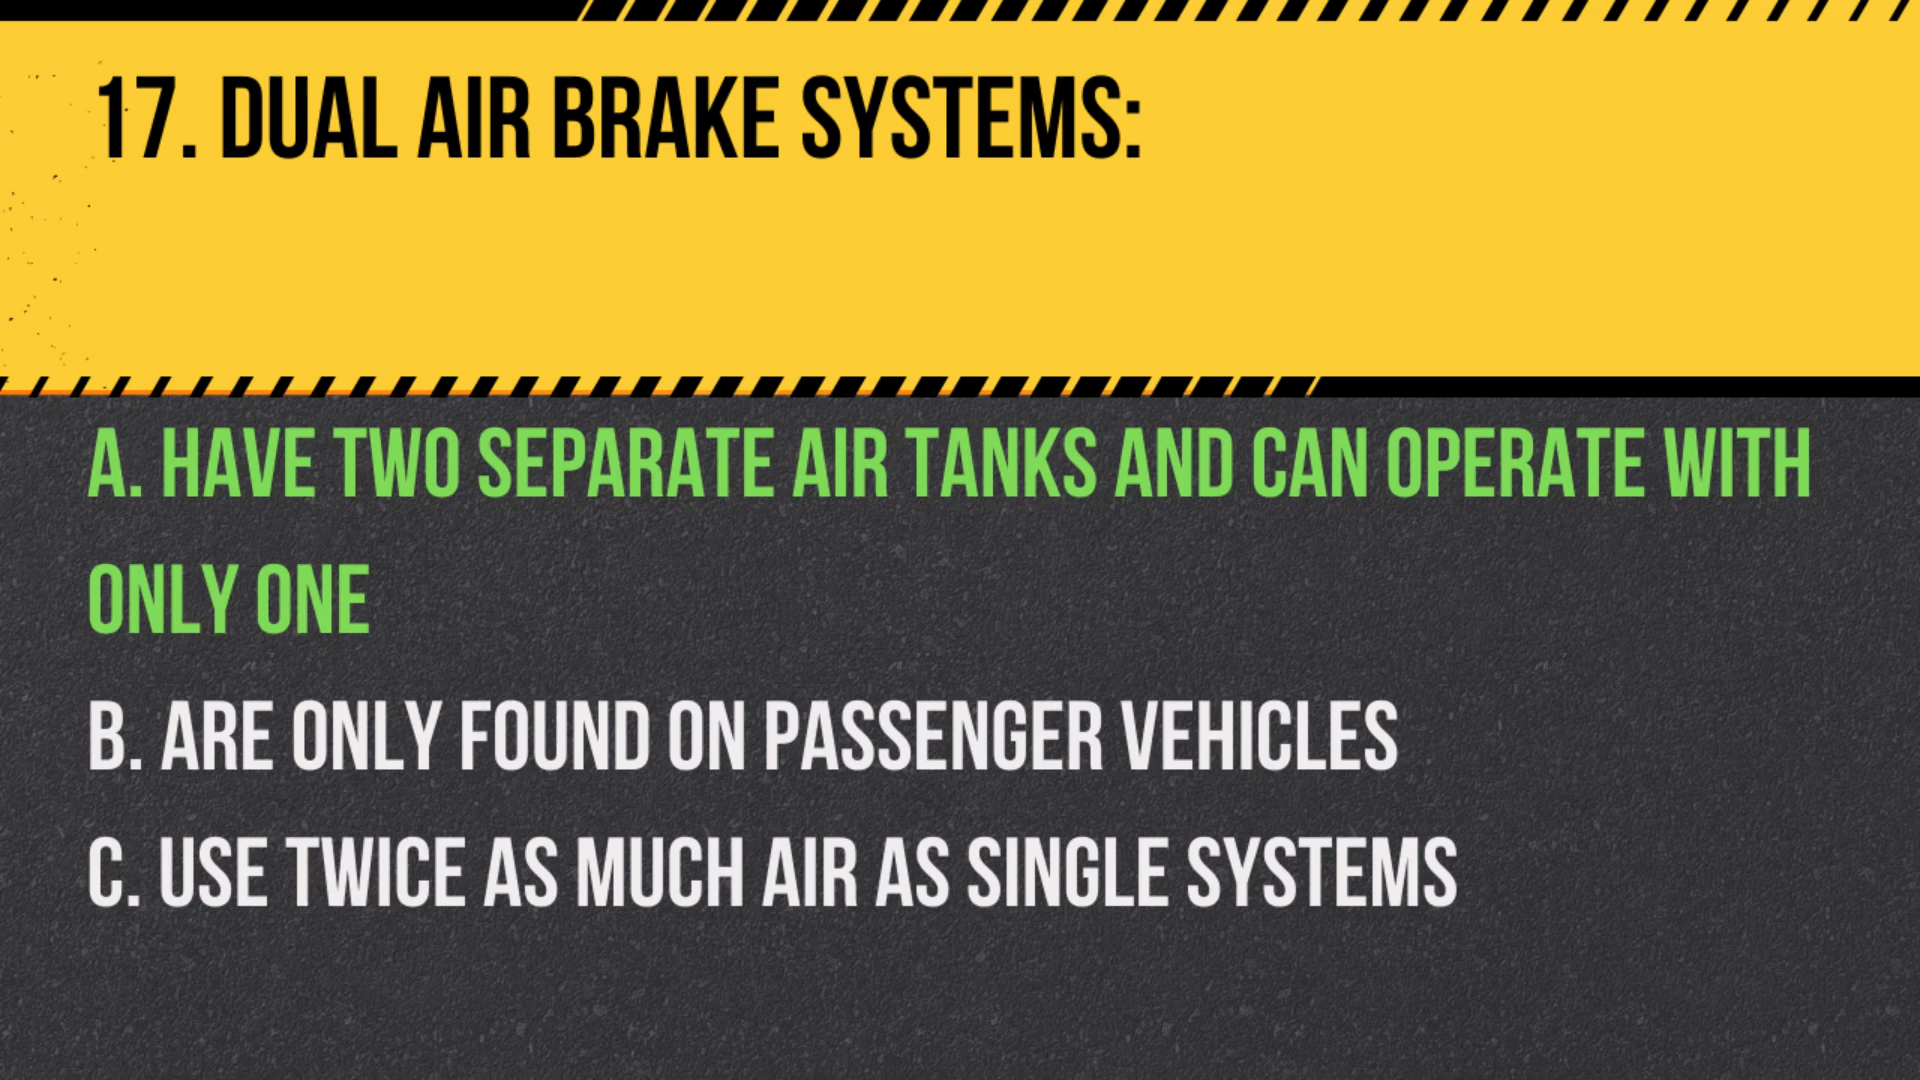 17. DUAL AIR BRAKE SYSTEMS:
A. HAVE TWO SEPARATE AIR TANKS AND CAN OPERATE WITH
ONLY ONE
B. ARE ONLY FOUND ON PASSENGER VEHICLES
C. USE TWICE AS MUCH AIR AS SINGLE SYSTEMS